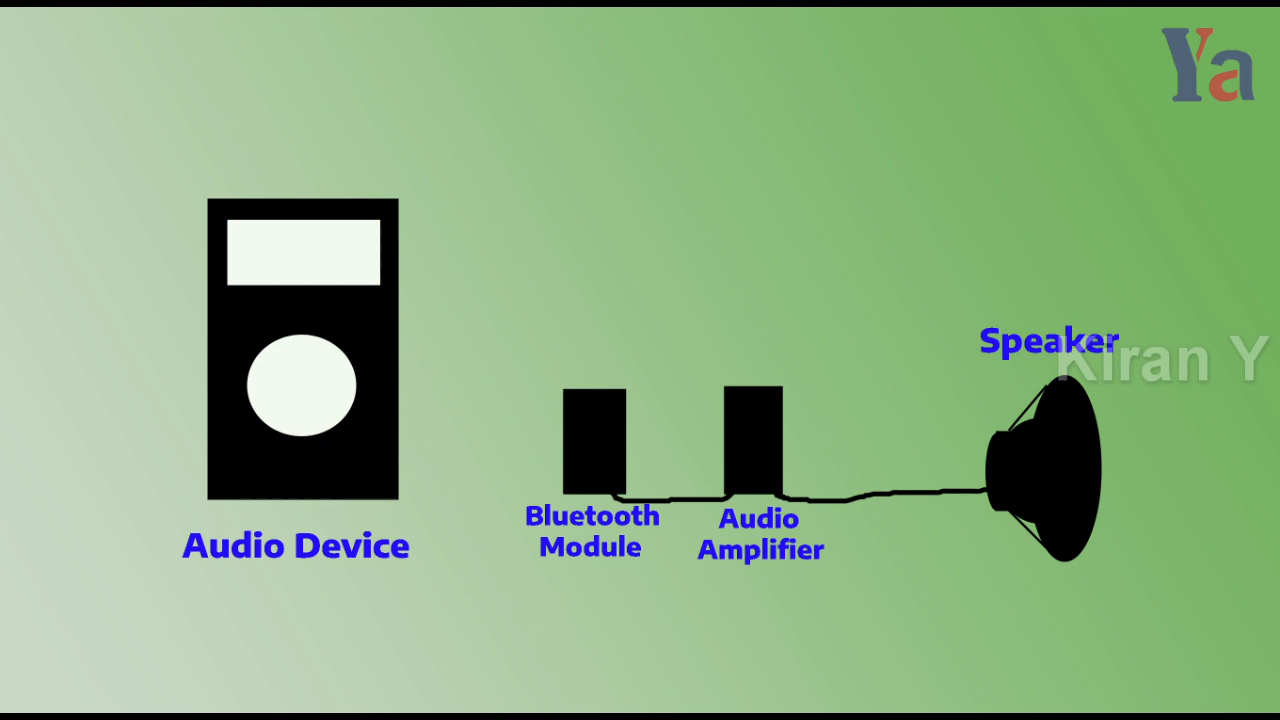 Ya
Speaker
Kiran Y
Bluetooth
Module
Audio
Amplifier
Audio Device